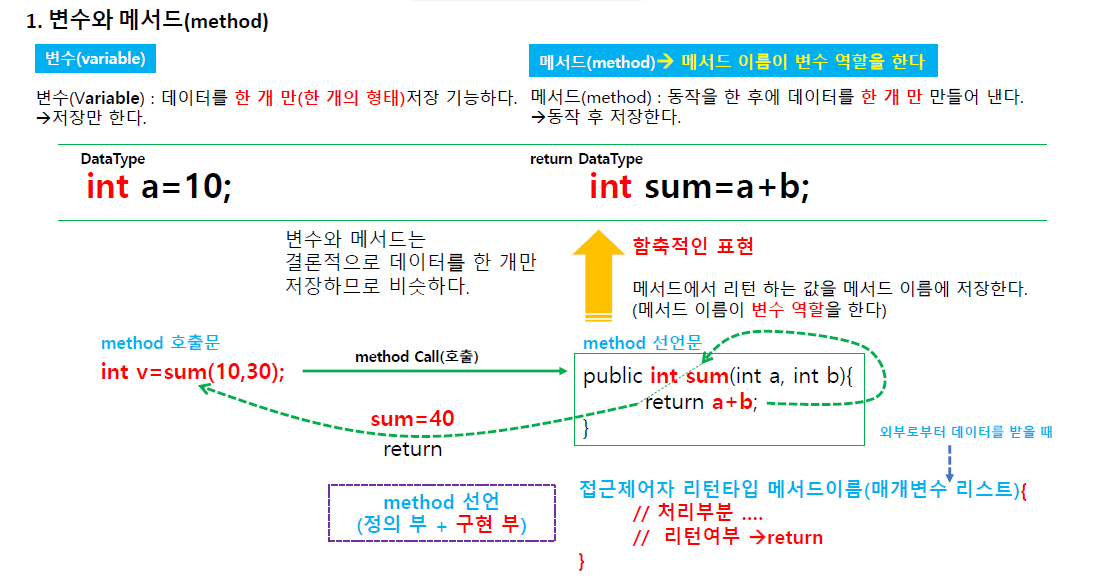 1. 변수와 메서드(method)
변수(variable)
변수(Variable) : 데이터를 한 개 만(한 개의 형태)저장 기능하다.
→저장만 한다.
메서드(method)→ 메서드 이름이 변수 역할을 한다
메서드(method) : 동작을 한 후에 데이터를 한 개 만 만들어 낸다.
→동작 후 저장한다.
DataType
int a=10;
return DataType
int sum=a+b;
변수와 메서드는
결론적으로 데이터를 한 개만
저장하므로 비슷하다.
함축적인 표현
메서드에서 리턴 하는 값을 메서드 이름에 저장한다.
(메서드 이름이 변수 역할을 한다)
method 호출문
int v=sum(10,30);
method Call(호출)
sum=40
return
method 선언문
public int sum(int a, int b){
return a+b;
}
외부로부터 데이터를 받을 때
method 선언
(정의 부 + 구현 부)
접근제어자 리턴타입 메서드이름(매개변수 리스트){
// 처리부분 ....
// 리턴여부 →return
}